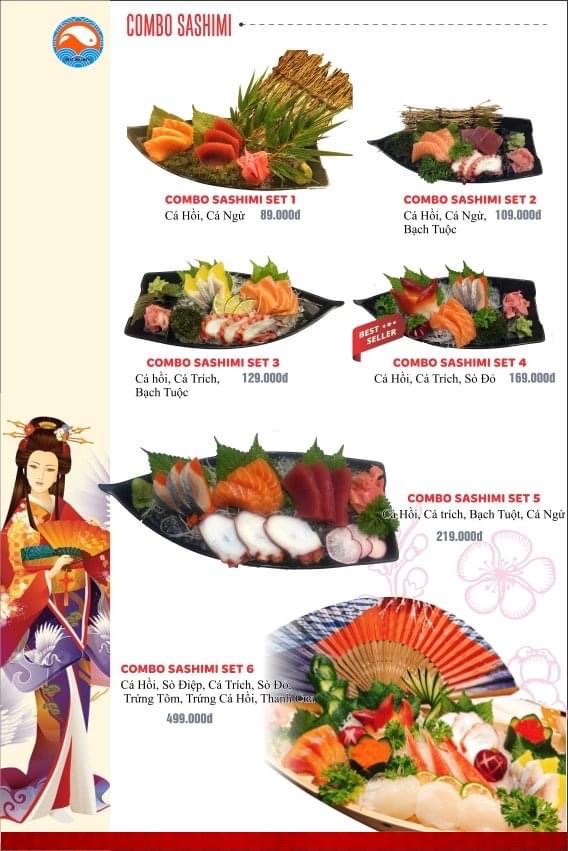 COMBO SASHIMI
COMBO SASHIMI SET 1
Cá Hồi, Cá Ngừ 89.000đ
COMBO SASHIMI SET 2
Cá Hồi, Cá Ngừ, 109.000đ
Bạch Tuộc
COMBO SASHIMI SET 3
Cá hồi, Cá Trích, 129.000đ
Bạch Tuộc
BEST
SELLER
COMBO SASHIMI SET 4
Cá Hồi, Cá Trích, Sò Đỏ 169.000đ
COMBO SASHIMI SET 5
Cá Hồi, Cá trích, Bạch Tuột, Cá Ngừ
219.000đ
COMBO SASHIMI SET 6
Cá Hồi, Sò Điệp, Cá Trích, Sò Đỏ,
Trứng Tôm, Trứng Cá Hồi, Thanh Cua
499.000đ